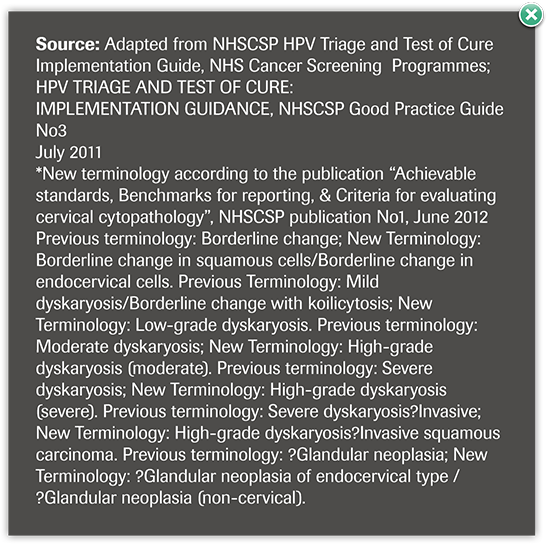 Source: Adapted from NHSCSP HPV Triage and Test of Cure
Implementation Guide, NHS Cancer Screening Programmes;
HPV TRIAGE AND TEST OF CURE:
IMPLEMENTATION GUIDANCE, NHSCSP Good Practice Guide
No3
July 2011
*New terminology according to the publication “Achievable
standards, Benchmarks for reporting, & Criteria for evaluating
cervical cytopathology”, NHSCSP publication No1, June 2012
Previous terminology: Borderline change; New Terminology:
Borderline change in squamous cells/Borderline change in
endocervical cells. Previous Terminology: Mild
dyskaryosis/Borderline change with koilicytosis; New
Terminology: Low-grade dyskaryosis. Previous terminology:
Moderate dyskaryosis; New Terminology: High-grade
dyskaryosis (moderate). Previous terminology: Severe
dyskaryosis; New Terminology: High-grade dyskaryosis
(severe). Previous terminology: Severe dyskaryosis?Invasive;
New Terminology: High-grade dyskaryosis?Invasive squamous
carcinoma. Previous terminology: ?Glandular neoplasia; New
Terminology: ?Glandular neoplasia of endocervical type /
?Glandular neoplasia (non-cervical).